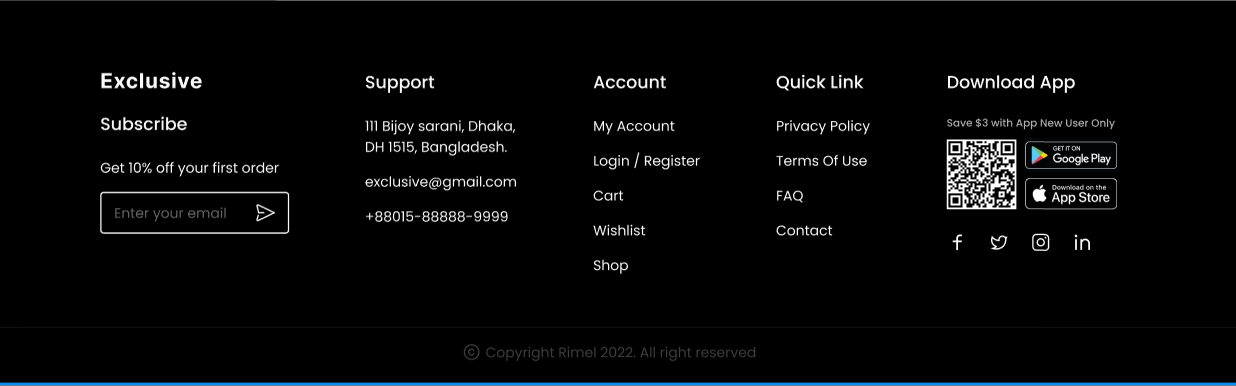 Exclusive
Subscribe
Get 10% off your first order
Enter your email
Support
111 Bijoy sarani, Dhaka,
DH 1515, Bangladesh.
exclusive@gmail.com
+88015-88888-9999
Account
My Account
Login / Register
Cart
Wishlist
Shop
Quick Link
Privacy Policy
Terms Of Use
FAQ
Contact
Download App
Save $3 with App New User Only
GET IT ON
Google Play
Download on the
App Store
© Copyright Rimel 2022. All right reserved